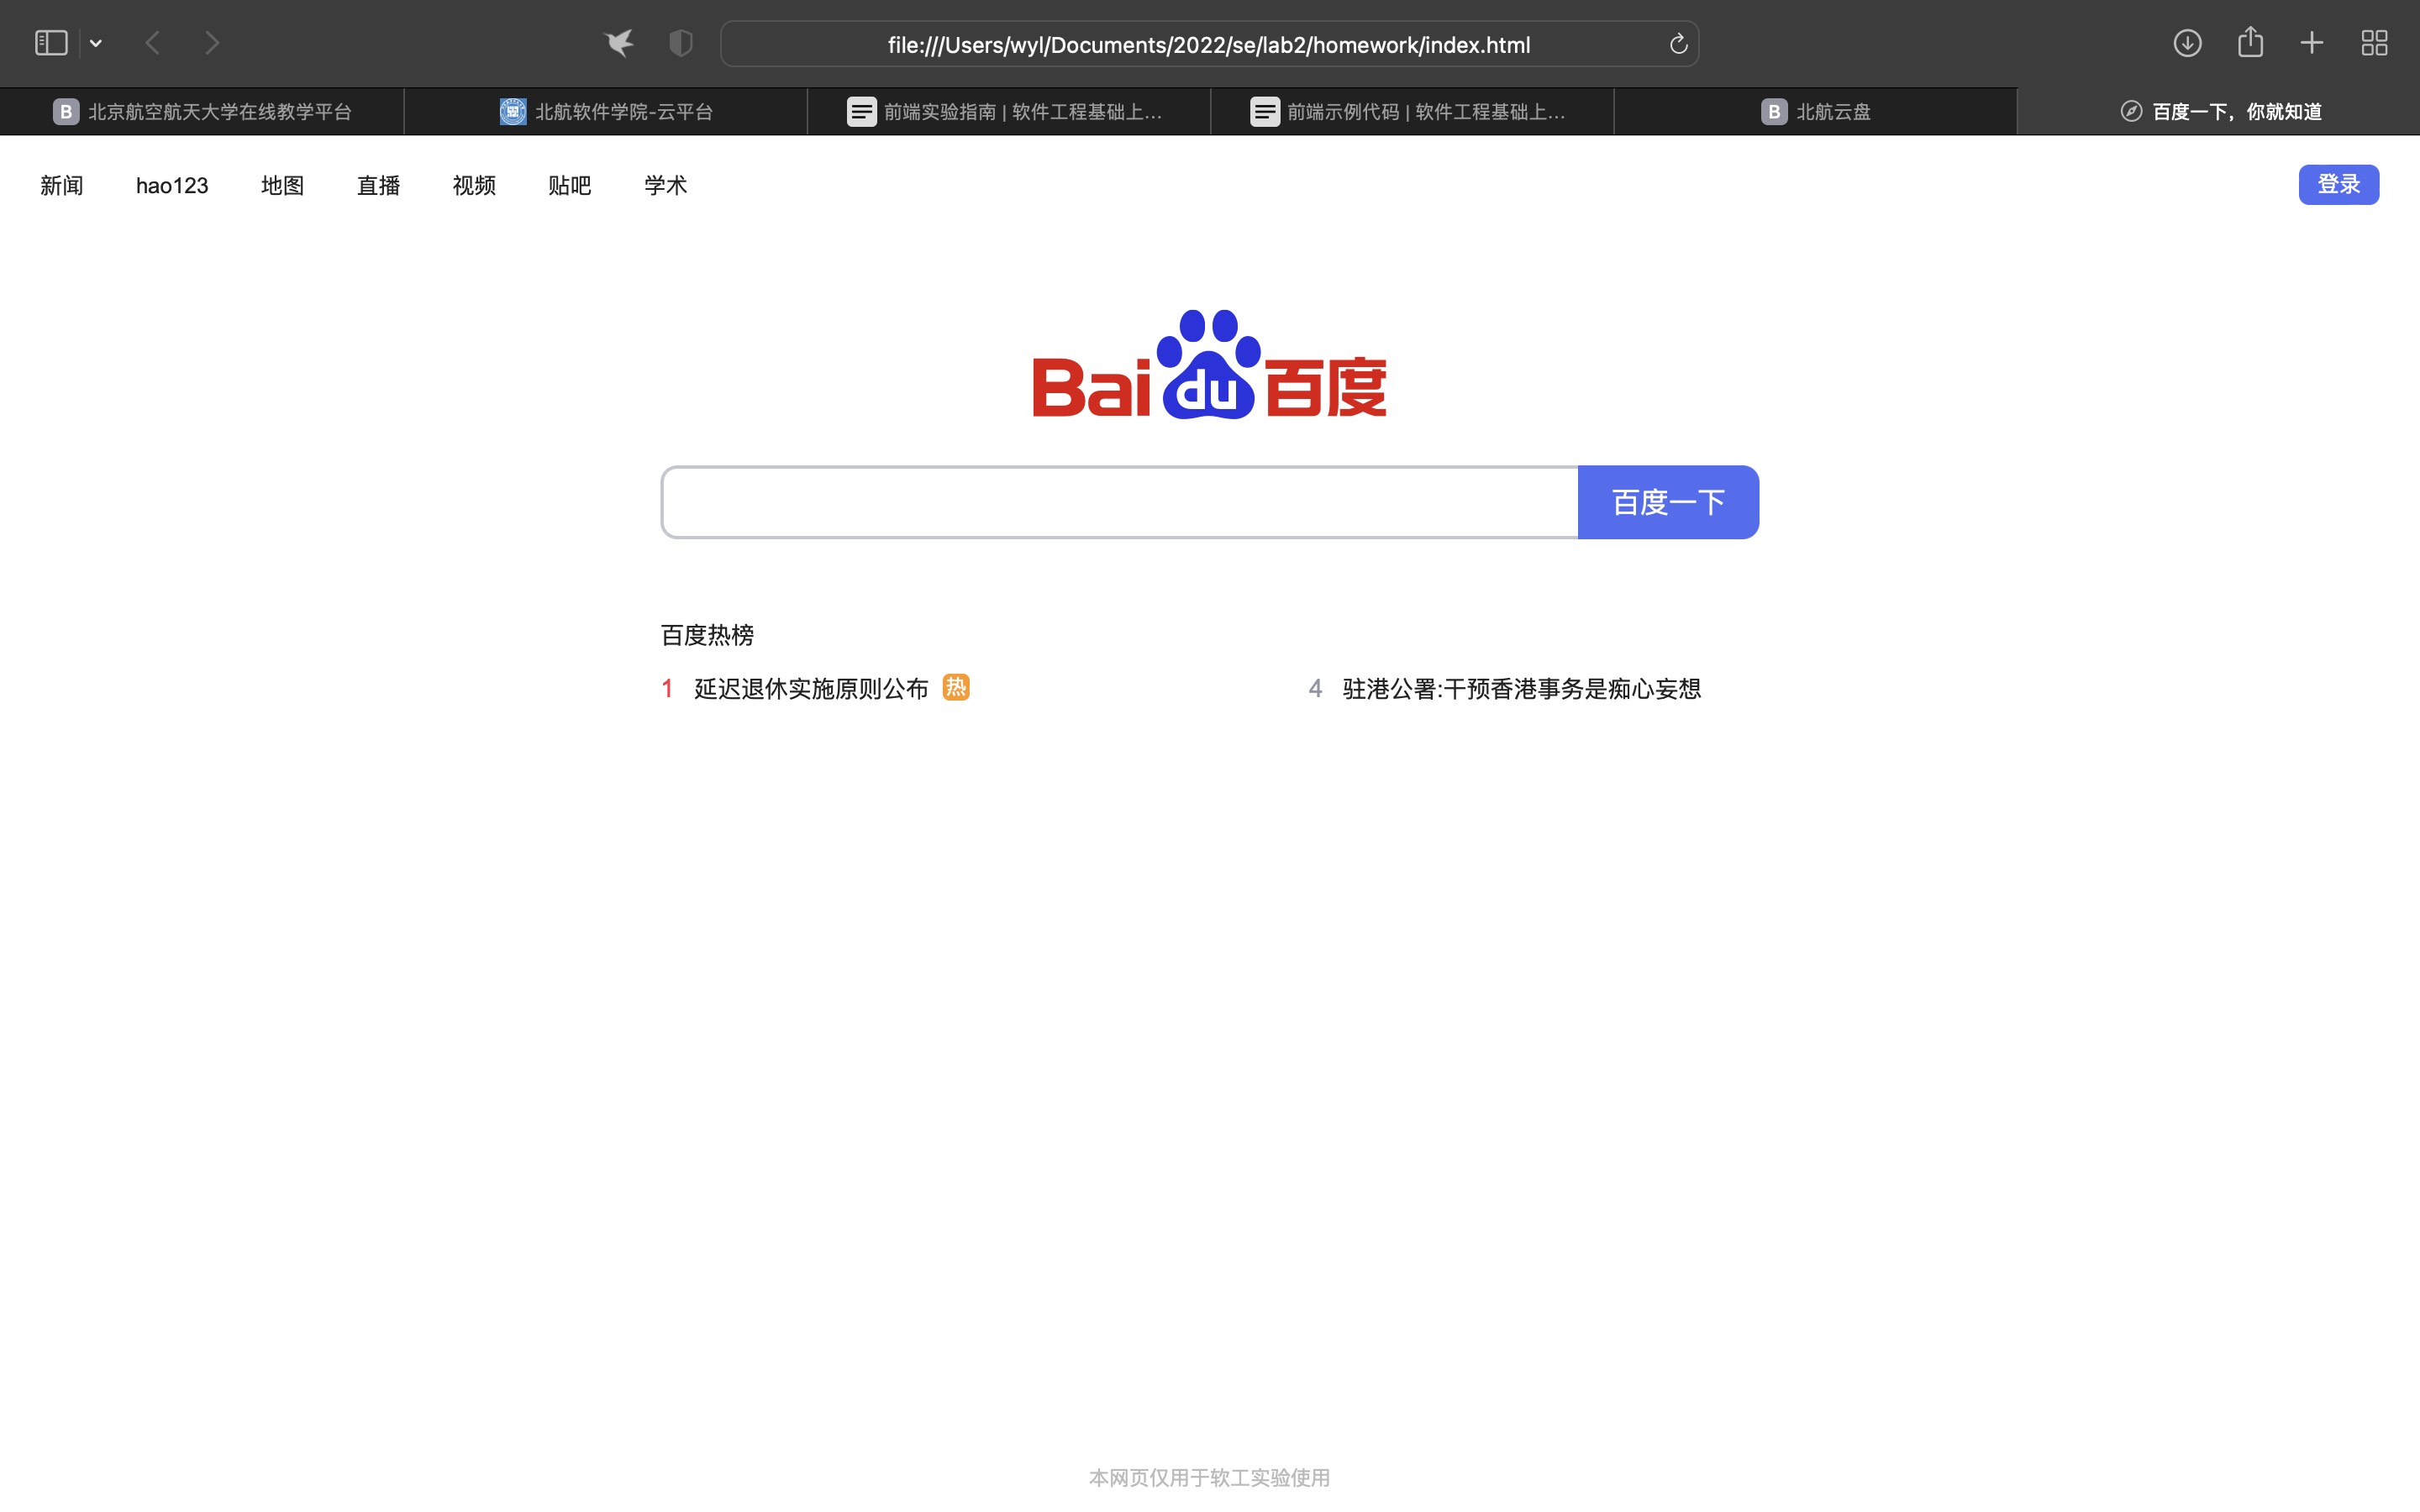 file:///Users/wyl/Documents/2022/se/lab2/homework/index.html
B 北京航空航天大学在线教学平台
北航软件学院-云平台
前端实验指南 | 软件工程基础上...
前端示例代码 | 软件工程基础上...
B 北航云盘
百度一下，你就知道
新闻 hao123 地图 直播 视频 贴吧 学术
登录
Bai du 百度
百度一下
百度热榜
1 延迟退休实施原则公布 热
4 驻港公署:干预香港事务是痴心妄想
本网页仅用于软工实验使用